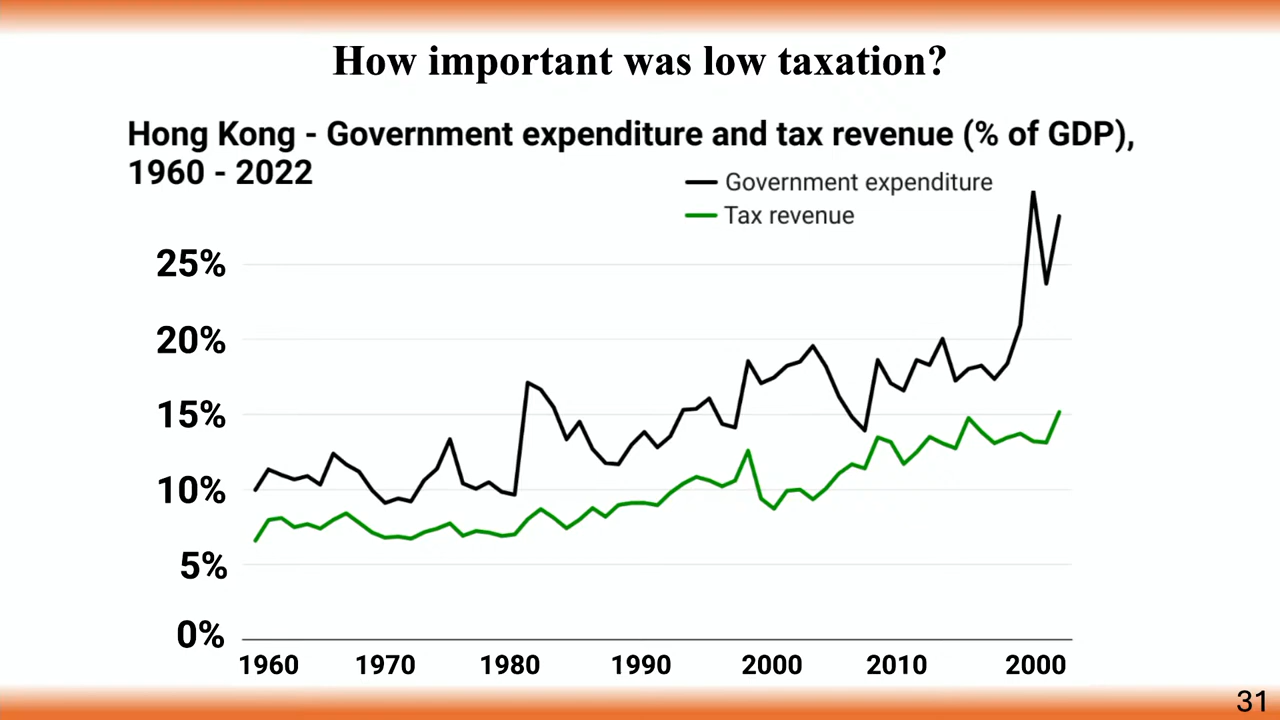 How important was low taxation?
Hong Kong - Government expenditure and tax revenue (% of GDP),
1960 - 2022
Government expenditure
Tax revenue
25%
20%
15%
10%
5%
0%
1960 1970 1980 1990 2000 2010 2000
31